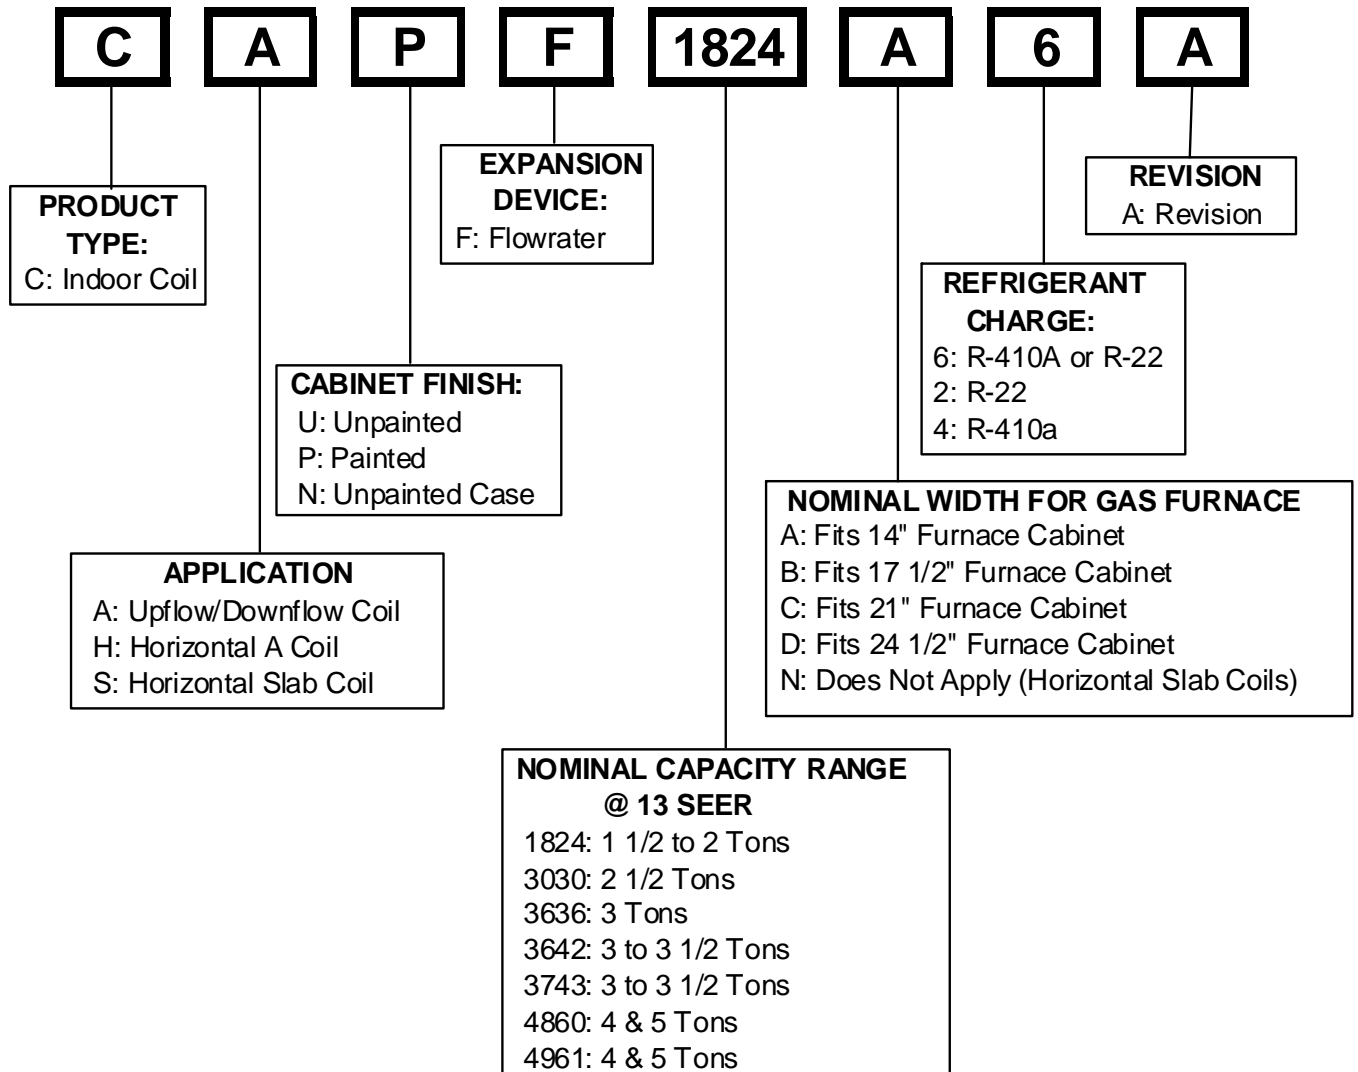 C A P F 1824 A 6 A
PRODUCT
TYPE:
C: Indoor Coil
EXPANSION
DEVICE:
F: Flowrater
REVISION
A: Revision
REFRIGERANT
CHARGE:
6: R-410A or R-22
2: R-22
4: R-410a
CABINET FINISH:
U: Unpainted
P: Painted
N: Unpainted Case
NOMINAL WIDTH FOR GAS FURNACE
A: Fits 14" Furnace Cabinet
B: Fits 17 1/2" Furnace Cabinet
C: Fits 21" Furnace Cabinet
D: Fits 24 1/2" Furnace Cabinet
N: Does Not Apply (Horizontal Slab Coils)
APPLICATION
A: Upflow/Downflow Coil
H: Horizontal A Coil
S: Horizontal Slab Coil
NOMINAL CAPACITY RANGE
@ 13 SEER
1824: 1 1/2 to 2 Tons
3030: 2 1/2 Tons
3636: 3 Tons
3642: 3 to 3 1/2 Tons
3743: 3 to 3 1/2 Tons
4860: 4 & 5 Tons
4961: 4 & 5 Tons